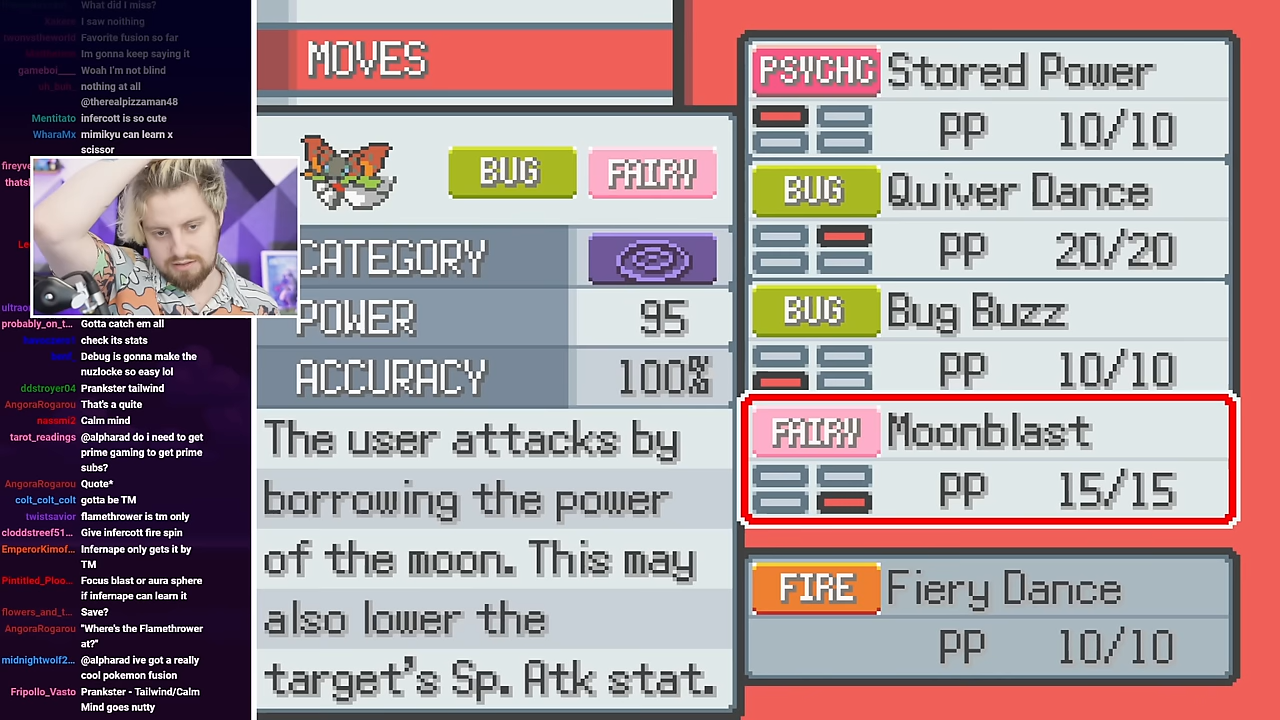 What did I miss?
I saw noithing
Favorite fusion so far
Im gonna keep saying it
gameboi___ Woah I'm not blind
nothing at all
@therealpizzaman48
Mentitato infercott is so cute
WharaMx mimikyu can learn x
scissor
probably_on_t... Gotta catch em all
check its stats
Debug is gonna make the
nuzlocke so easy lol
ddstroyer04 Prankster tailwind
AngoraRogarou That's a quite
nassmi2 Calm mind
tarot_readings @alpharad do i need to
get prime gaming to get prime
subs?
AngoraRogarou Quote*
colt_colt_colt gotta be TM
twistsavior flamethrower is tm only
cloddstreef51... Give infercott fire spin
EmperorKimof... Infernape only gets it by
TM
Pintitled_Ploo... Focus blast or aura sphere
if infernape can learn it
flowers_and_t... Save?
AngoraRogarou "Where's the Flamethrower
at?"
midnightwolf2... @alpharad ive got a really
cool pokemon fusion
Fripollo_Vasto Prankster - Tailwind/Calm
Mind goes nutty
MOVES
BUG FAIRY
CATEGORY
POWER 95
ACCURACY 100%
The user attacks by
borrowing the power
of the moon. This may
also lower the
target's Sp. Atk stat.
PSYCHC Stored Power
PP 10/10
BUG Quiver Dance
PP 20/20
BUG Bug Buzz
PP 10/10
FAIRY Moonblast
PP 15/15
FIRE Fiery Dance
PP 10/10